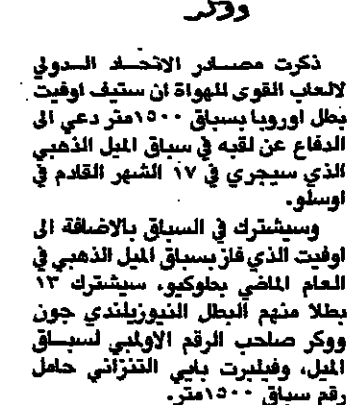 ووكر
ذكرت مصادر الاتحاد الدولي
لالعاب القوى للهواة ان ستيف اوفيت
بطل اوروبا بسباق ١٥٠٠متر دعي الى
الدفاع عن لقبه في سباق الميل الذهبي
الذي سيجري في ١٧ الشهر القادم في
اوسلو.
وسيشترك في السباق بالاضافة الى
اوفيت الذي فاز بسباق الميل الذهبي في
العام الماضي بطوكيو. سيشترك ١٣
بطلا منهم البطل النيوزيلندي جون
ووكر صاحب الرقم الاولمبي لسباق
الميل، وفيلبرت بايي التنزاني حامل
رقم سباق ١٥٠٠متر.